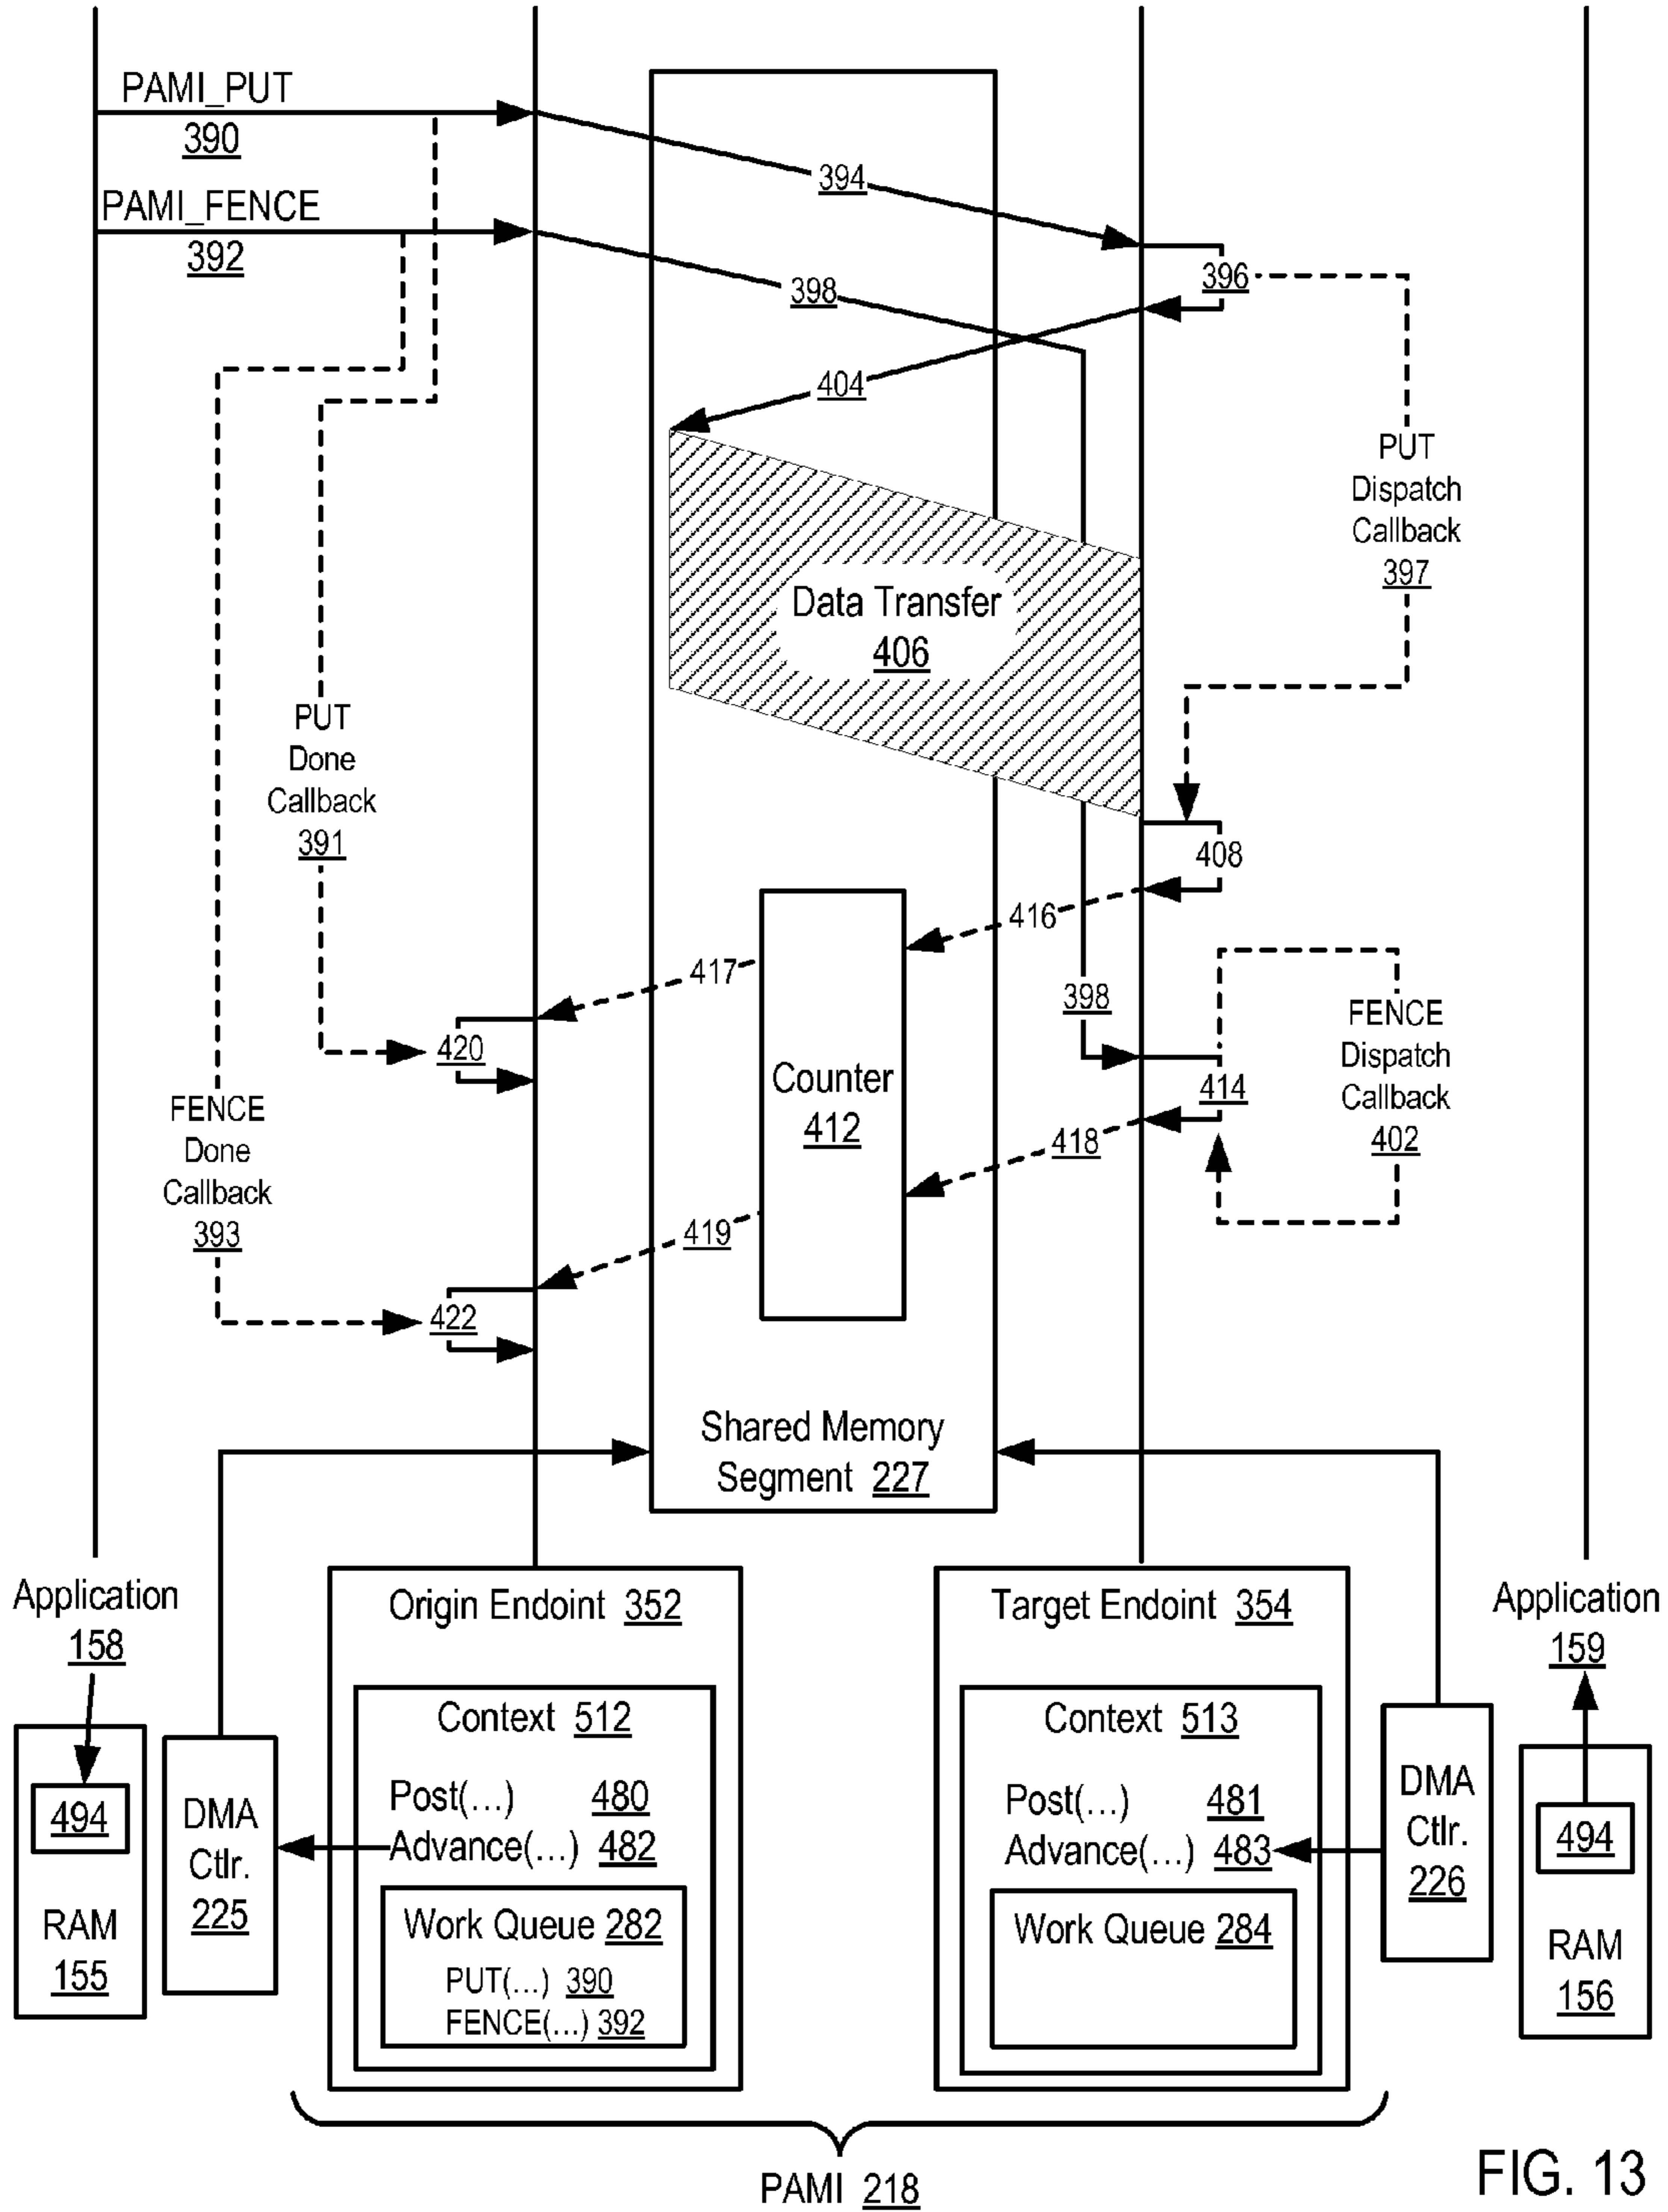 PAMI_PUT
390
394
PAMI_FENCE
392
396
398
404
PUT
Dispatch
Callback
397
Data Transfer
406
PUT
Done
Callback
391
408
416
417
398
FENCE
Dispatch
Callback
402
420
Counter
412
414
FENCE
Done
Callback
393
418
419
422
Shared Memory
Segment 227
Application
158
Origin Endoint 352
Target Endoint 354
Application
159
Context 512
Context 513
494
DMA
Ctlr.
225
Post(...) 480
Advance(...) 482
Post(...) 481
Advance(...) 483
DMA
Ctlr.
226
494
RAM
155
Work Queue 282
PUT(...) 390
FENCE(...) 392
Work Queue 284
RAM
156
PAMI 218
FIG. 13